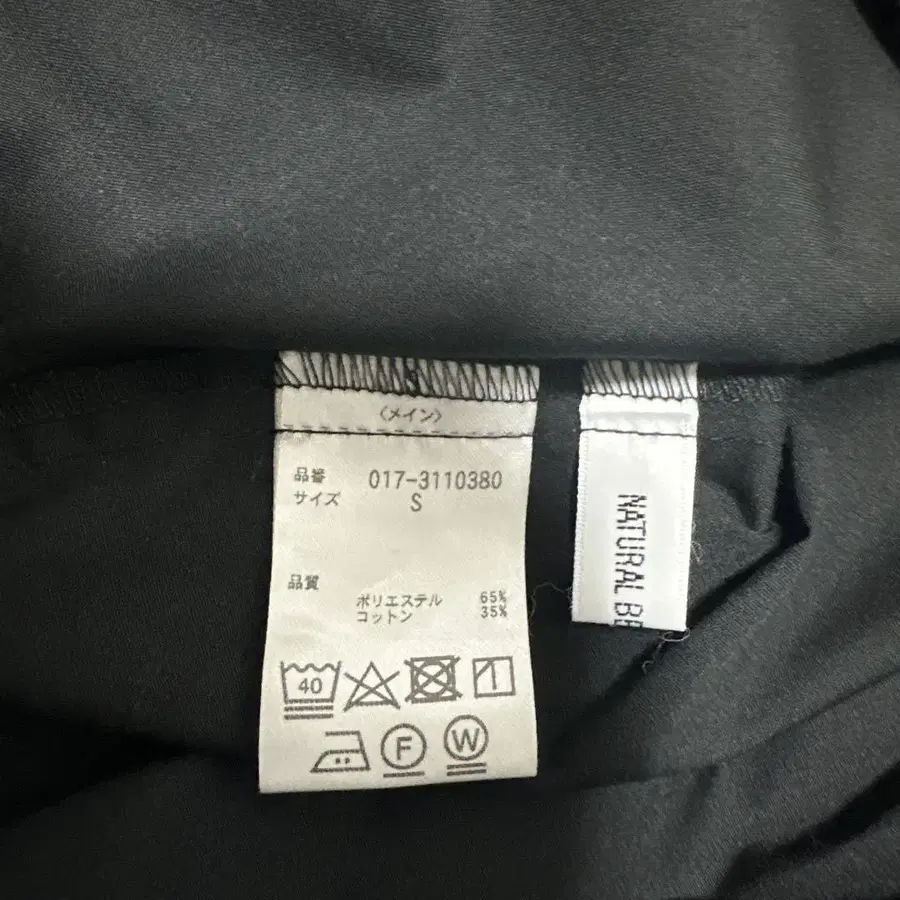 〈メイン〉
品番 017-3110380
サイズ S
品質
ポリエステル 65%
コットン 35%
40
F
W
NATURAL